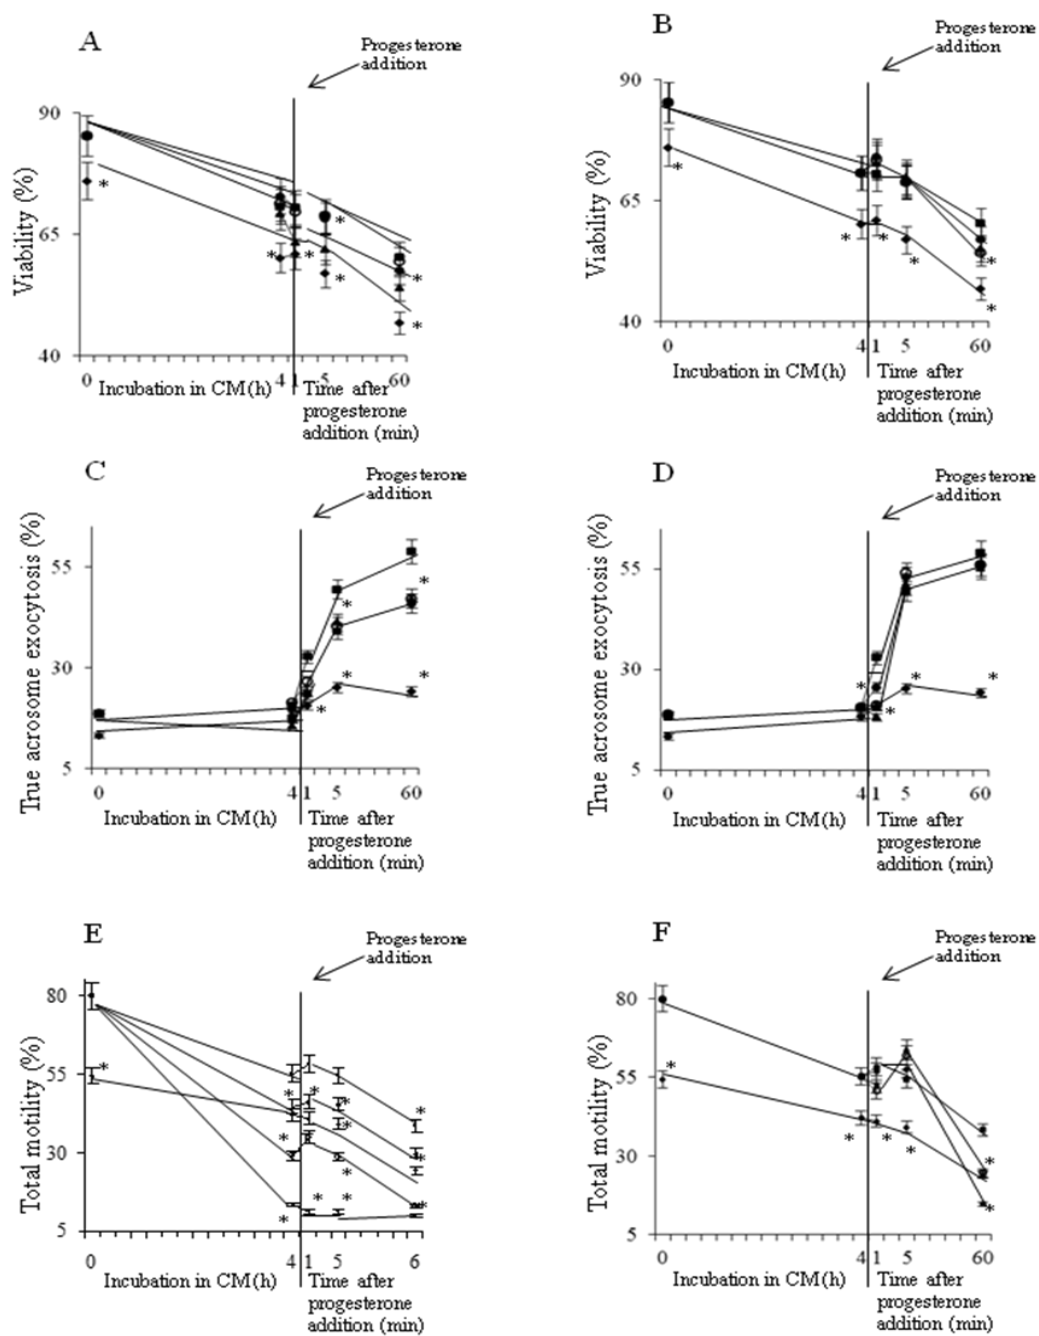 A
Progesterone
addition
Viability (%)
90
65
40
0
4
1
5
60
Incubation in CM (h)
Time after
progesterone
addition (min)
B
Progesterone
addition
Viability (%)
90
65
40
0
4
1
5
60
Incubation in CM (h)
Time after
progesterone
addition (min)
C
Progesterone
addition
True acrosome exocytosis (%)
55
30
5
0
4
1
5
60
Incubation in CM (h)
Time after
progesterone
addition (min)
D
Progesterone
addition
True acrosome exocytosis (%)
55
30
5
0
4
1
5
60
Incubation in CM (h)
Time after
progesterone
addition (min)
E
Progesterone
addition
Total motility (%)
80
55
30
5
0
4
1
5
6
Incubation in CM (h)
Time after
progesterone
addition (min)
F
Progesterone
addition
Total motility (%)
80
55
30
5
0
4
1
5
60
Incubation in CM (h)
Time after
progesterone
addition (min)